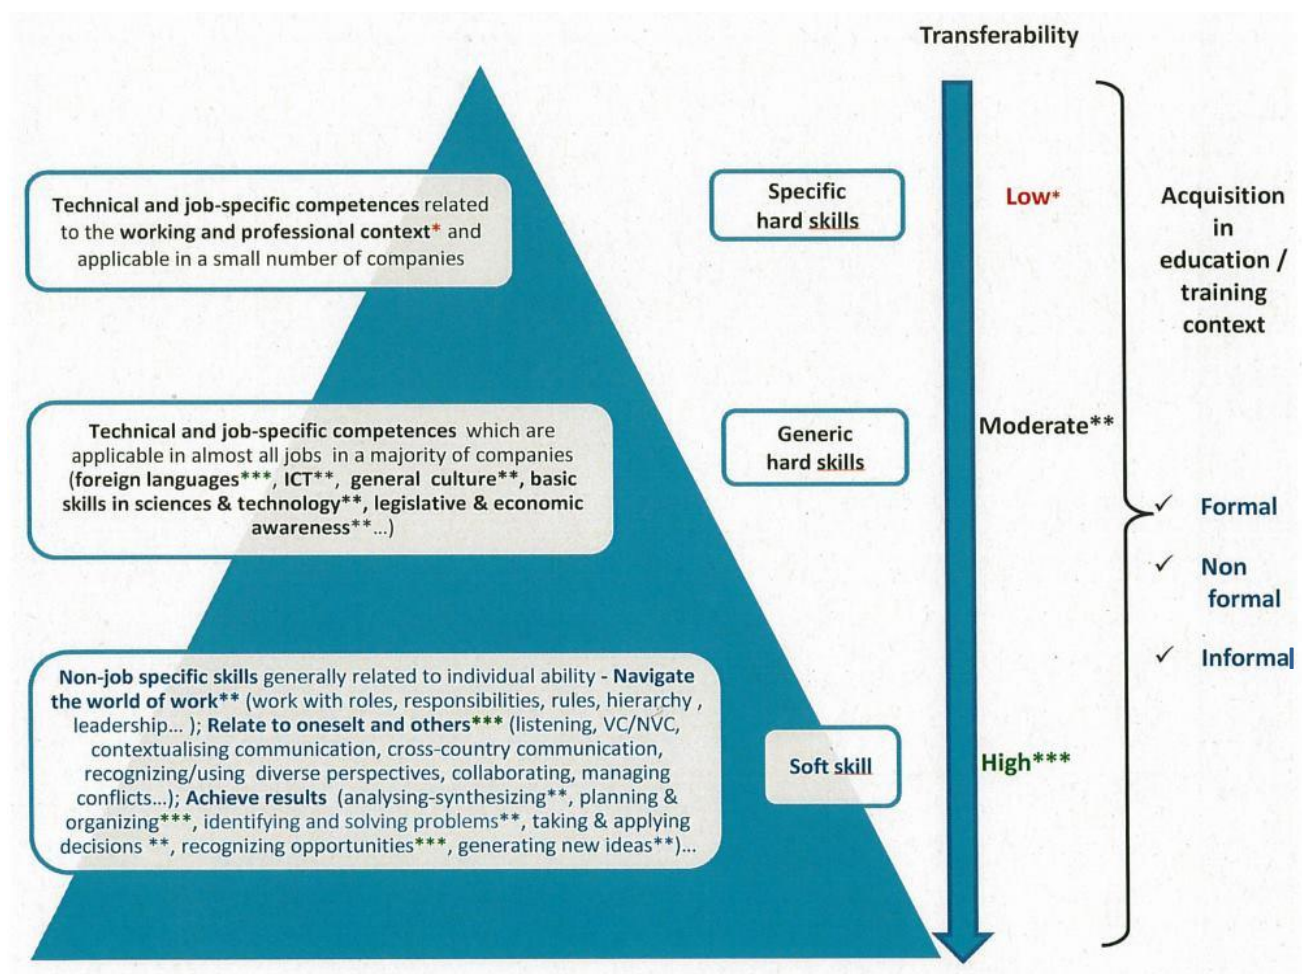 Transferability
Technical and job-specific competences related
to the working and professional context* and
applicable in a small number of companies
Specific
hard skills
Low*
Acquisition
in
education /
training
context
Technical and job-specific competences which are
applicable in almost all jobs in a majority of companies
(foreign languages***, ICT**, general culture**, basic
skills in sciences & technology**, legislative & economic
awareness**...)
Generic
hard skills
Moderate**
✓ Formal
✓ Non
formal
✓ Informal
Non-job specific skills generally related to individual ability - Navigate
the world of work** (work with roles, responsibilities, rules, hierarchy ,
leadership... ); Relate to oneselt and others*** (listening, VC/NVC,
contextualising communication, cross-country communication,
recognizing/using diverse perspectives, collaborating, managing
conflicts...); Achieve results (analysing-synthesizing**, planning &
organizing***, identifying and solving problems**, taking & applying
decisions **, recognizing opportunities***, generating new ideas**)...
Soft skill
High***